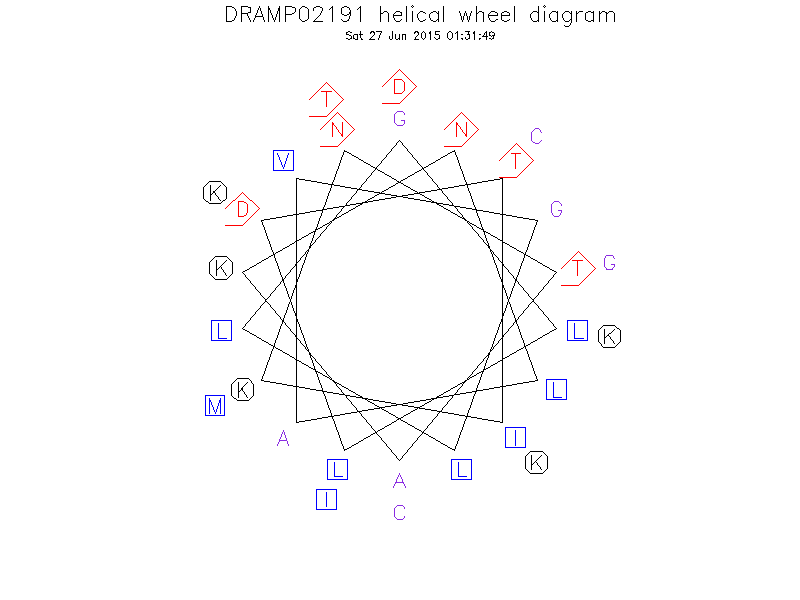 DRAMP02191 helical wheel diagram
Sat 27 Jun 2015 01:31:49
D
T
G
N
N
C
V
T
K
D
G
K
T
G
L
L
K
K
L
M
A
I
L
L
K
A
I
C